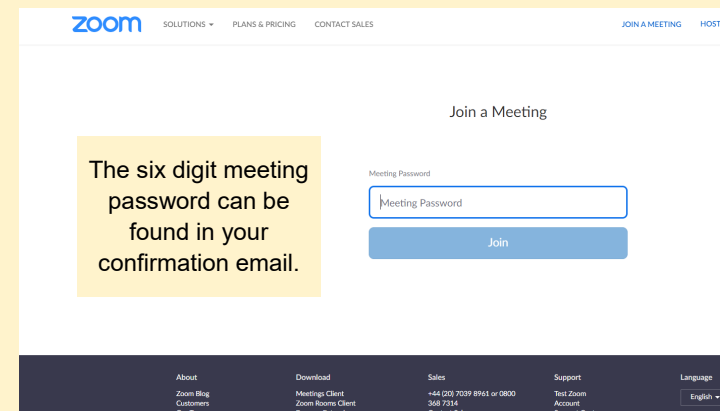 zoom
SOLUTIONS
PLANS & PRICING
CONTACT SALES
JOIN A MEETING
HOST
Join a Meeting
The six digit meeting
password can be
found in your
confirmation email.
Meeting Password
Meeting Password
Join
About
Zoom Blog
Customers
Download
Meetings Client
Zoom Rooms Client
Sales
+44 (20) 7039 8961 or 0800
368 7314
Support
Test Zoom
Account
Language
English